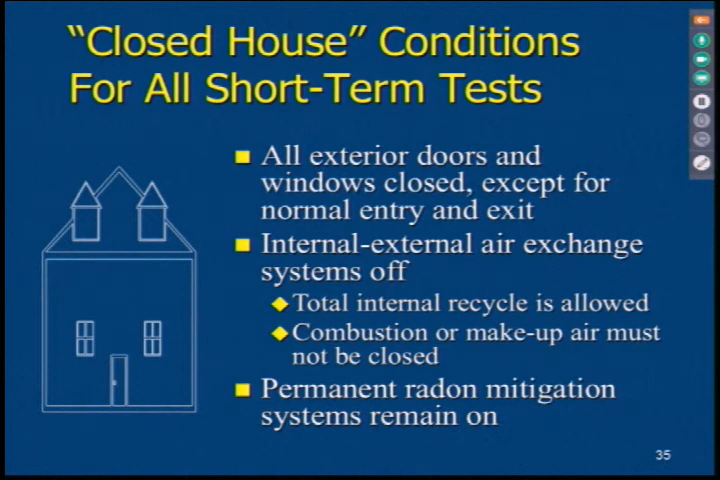 “Closed House” Conditions
For All Short-Term Tests
All exterior doors and
windows closed, except for
normal entry and exit
Internal-external air exchange
systems off
Total internal recycle is allowed
Combustion or make-up air must
not be closed
Permanent radon mitigation
systems remain on
35